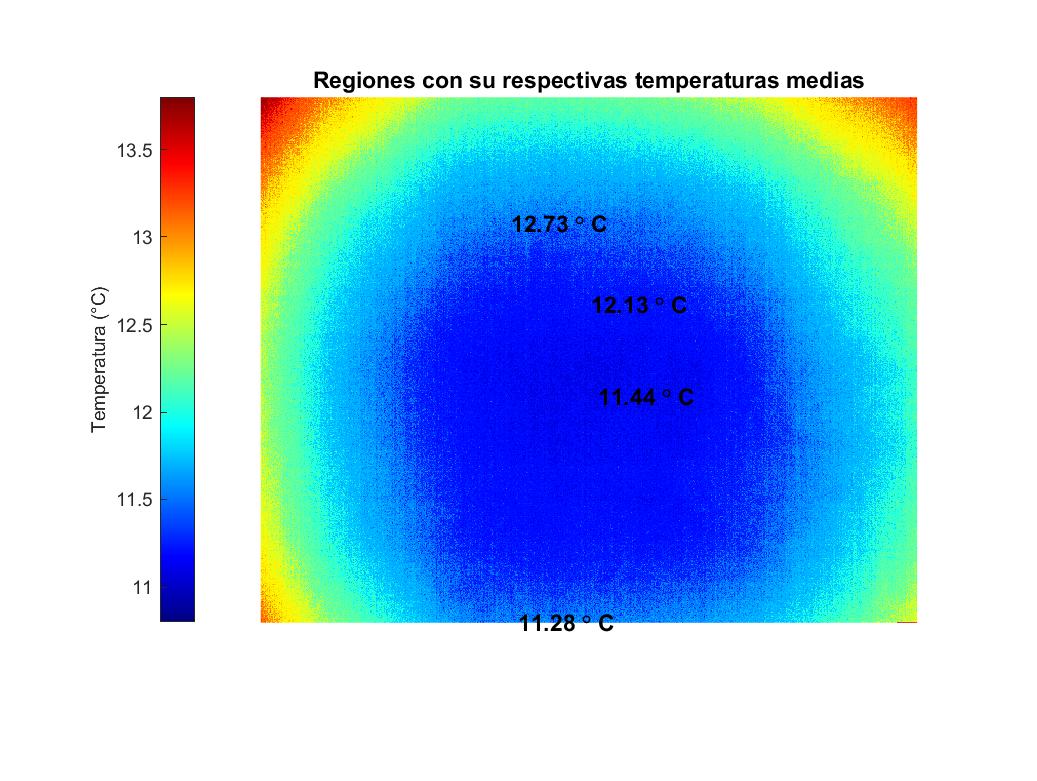 Regiones con su respectivas temperaturas medias
13.5
13
12.5
12
11.5
11
Temperatura (°C)
12.73 ° C
12.13 ° C
11.44 ° C
11.28 ° C